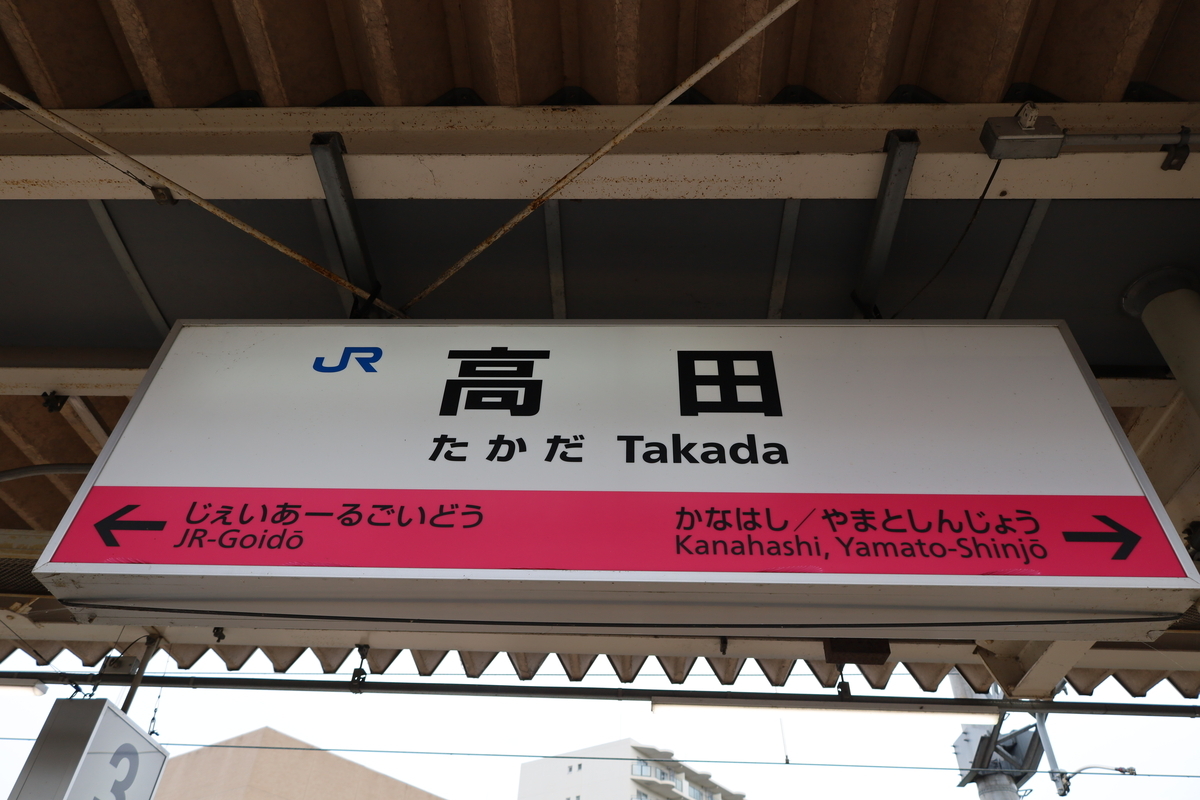 JR
高田
たかだ Takada
← じぇいあーるごいどう
JR-Goidō
かなはし／やまとしんじょう →
Kanahashi, Yamato-Shinjō
3